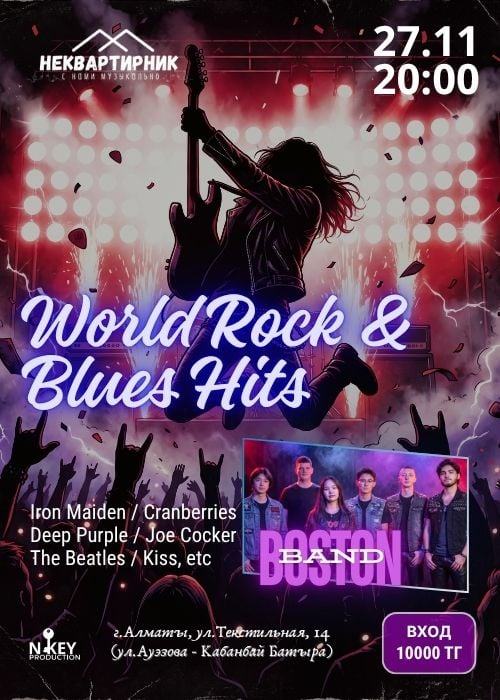 НЕКВАРТИРНИК
С НАМИ МУЗЫКАЛЬНО
27.11
20:00
World Rock &
Blues Hits
Iron Maiden / Cranberries
Deep Purple / Joe Cocker
The Beatles / Kiss, etc
BAND
BOSTON
N KEY
PRODUCTION
г.Алматы, ул.Текстильная, 14
(ул.Ауэзова - Кабанбай Батыра)
ВХОД
10000 ТГ